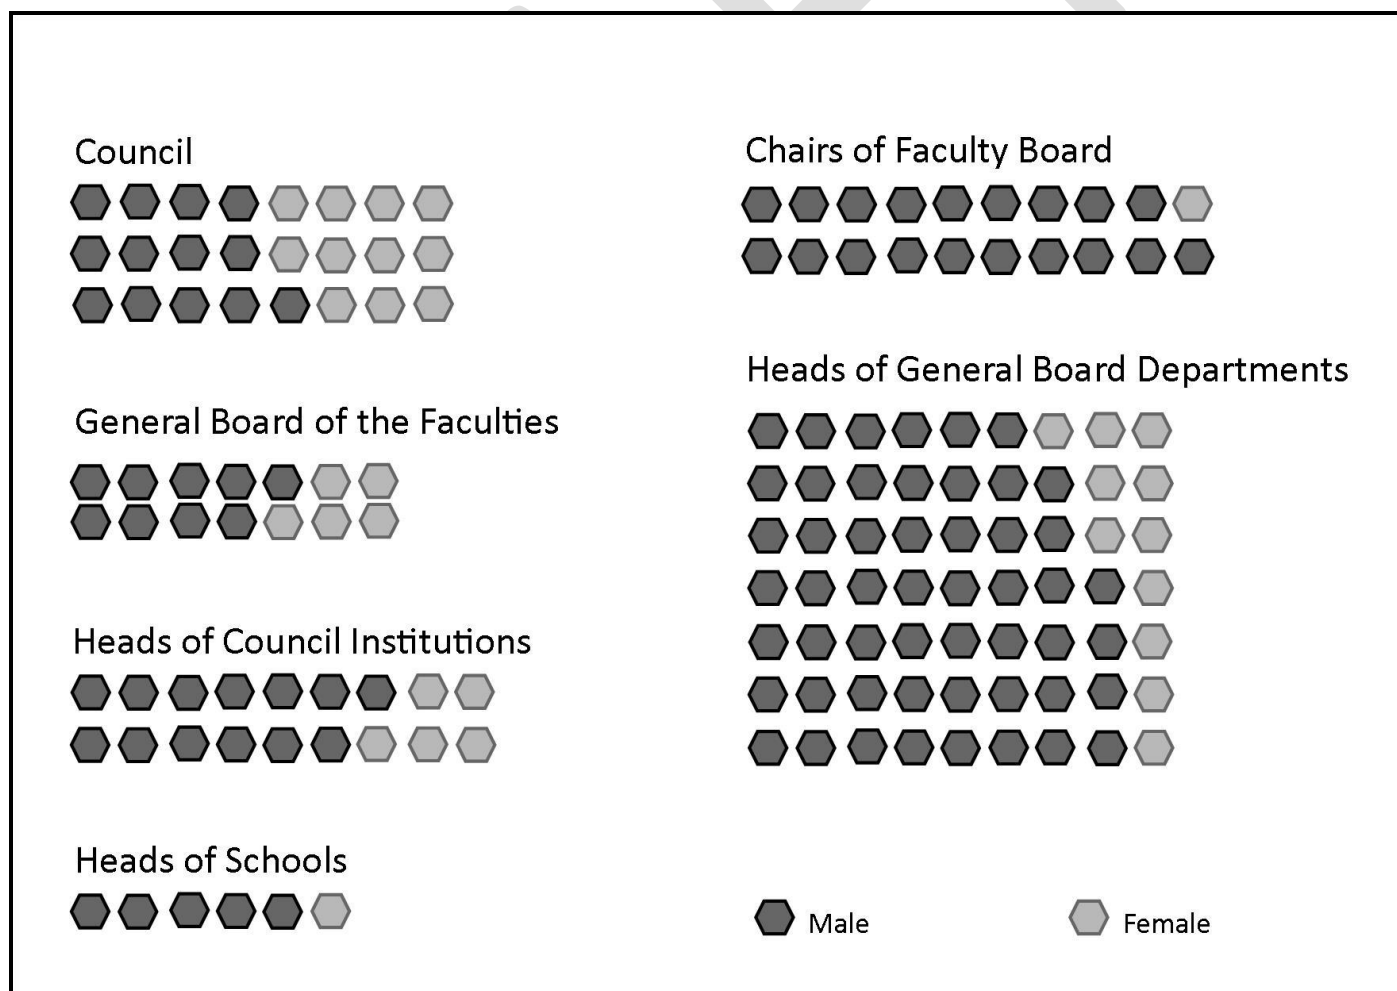 Council
General Board of the Faculties
Heads of Council Institutions
Heads of Schools
Chairs of Faculty Board
Heads of General Board Departments
Male
Female